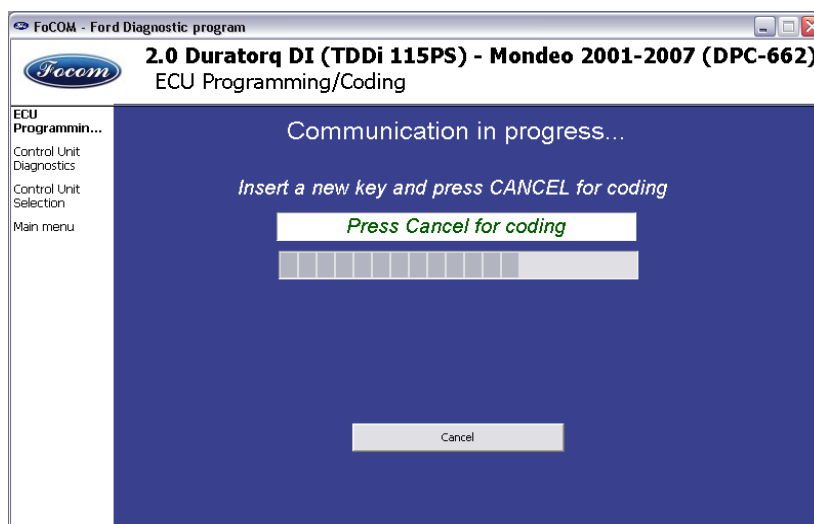 FoCOM - Ford Diagnostic program
Focom
2.0 Duratorq DI (TDDi 115PS) - Mondeo 2001-2007 (DPC-662)
ECU Programming/Coding
ECU
Programmin...
Control Unit
Diagnostics
Control Unit
Selection
Main menu
Communication in progress...
Insert a new key and press CANCEL for coding
Press Cancel for coding
Cancel